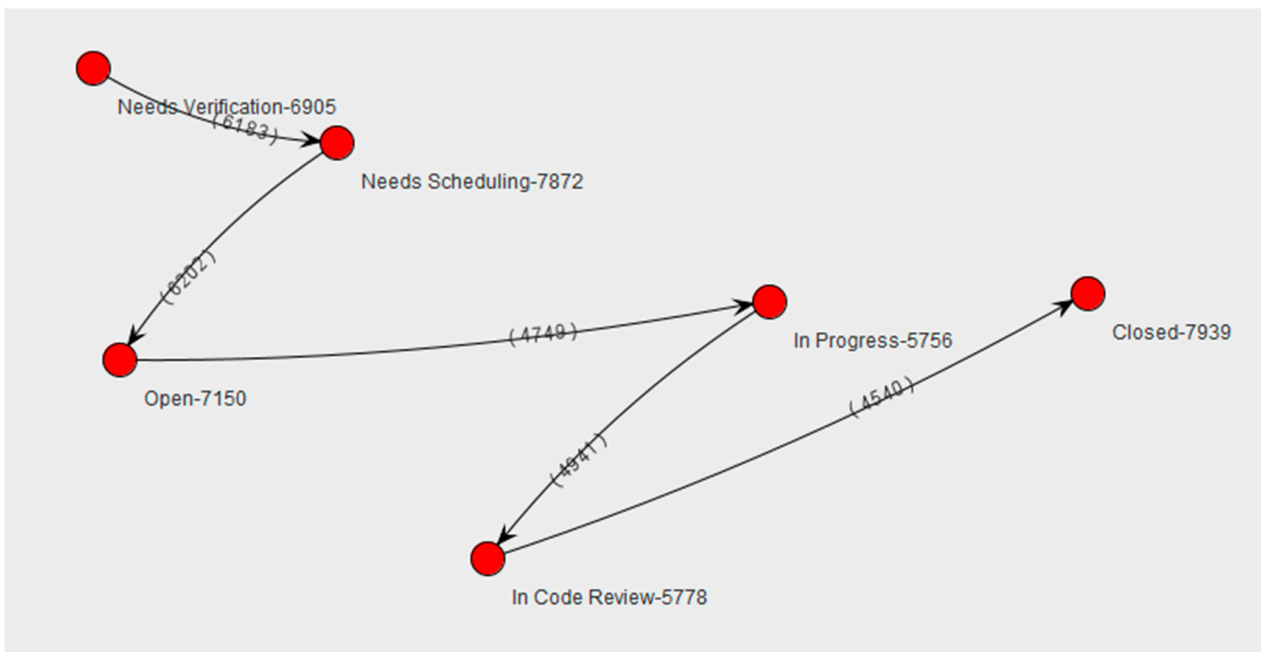 Needs Verification-6905
(6183)
Needs Scheduling-7872
(6202)
(4749)
In Progress-5756
Closed-7939
Open-7150
(4540)
(4941)
In Code Review-5778